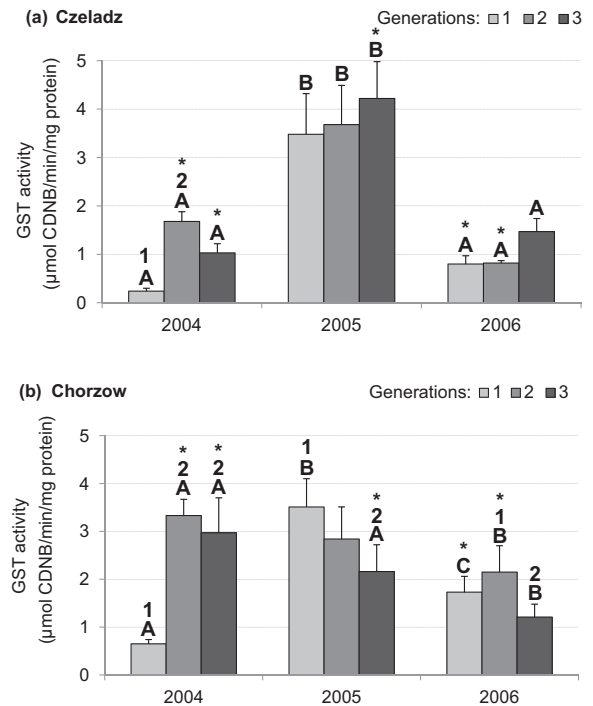 (a) Czeladz
Generations: 1 2 3
GST activity
(μmol CDNB/min/mg protein)
5
4
3
2
1
0
1
A
*
2
A
*
A
B
B
*
B
*
A
*
A
A
2004 2005 2006
(b) Chorzow
Generations: 1 2 3
GST activity
(μmol CDNB/min/mg protein)
5
4
3
2
1
0
1
A
*
2
A
*
2
A
1
B
*
2
A
*
C
*
1
B
2
B
2004 2005 2006